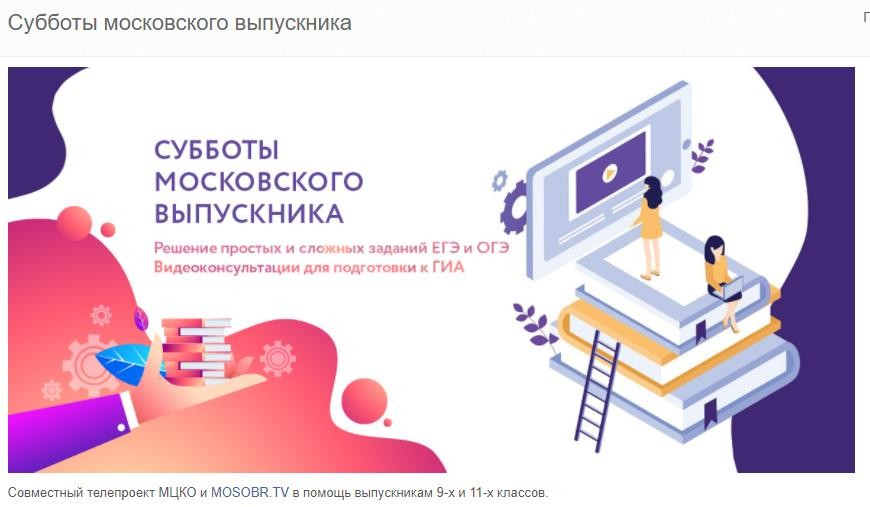 Субботы московского выпускника
СУББОТЫ
МОСКОВСКОГО
ВЫПУСКНИКА
Решение простых и сложных заданий ЕГЭ и ОГЭ
Видеоконсультации для подготовки к ГИА
Совместный телепроект МЦКО и MOSOBR.TV в помощь выпускникам 9-х и 11-х классов.